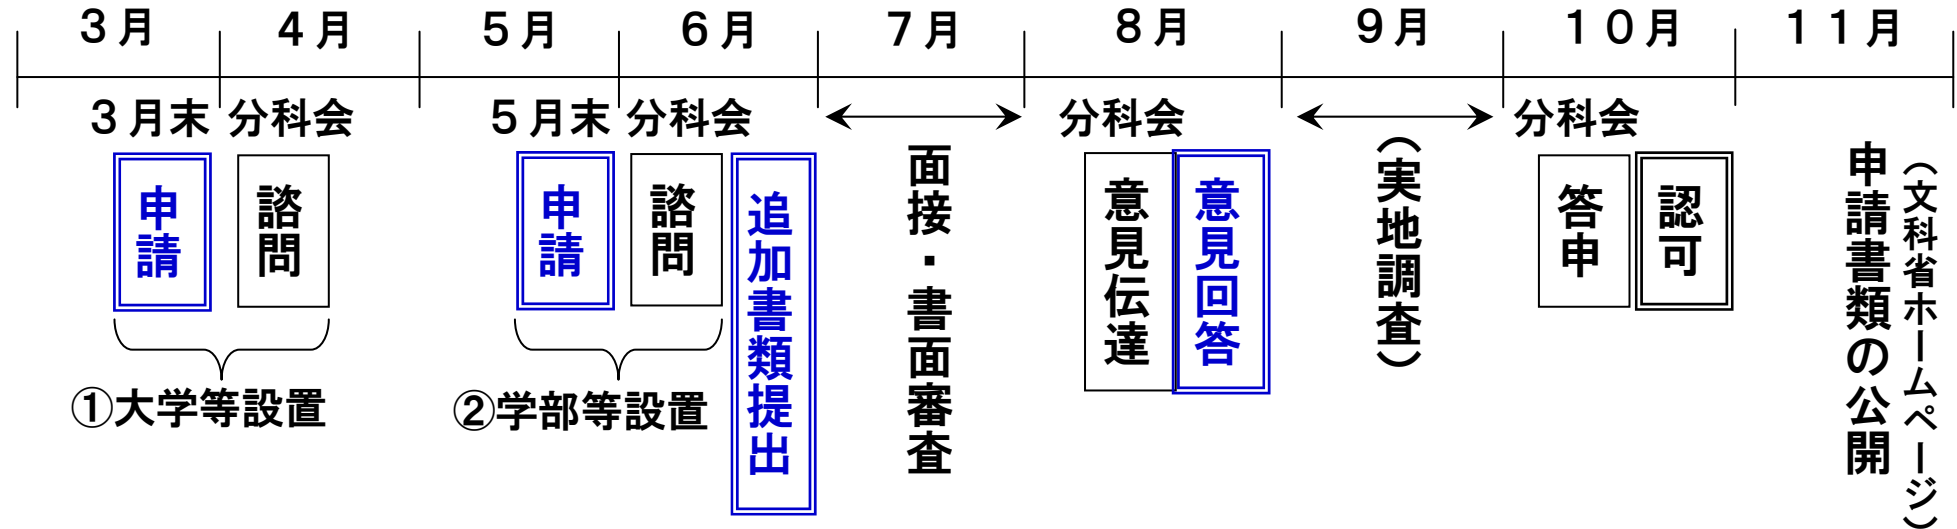 ３月 ４月 ５月 ６月 ７月 ８月 ９月 １０月 １１月
３月末 分科会 ５月末 分科会 分科会 分科会
申請
諮問
申請
諮問
追加書類提出
面接・書面審査
意見伝達
意見回答
（実地調査）
答申
認可
申請書類の公開
（文科省ホームページ）
①大学等設置
②学部等設置